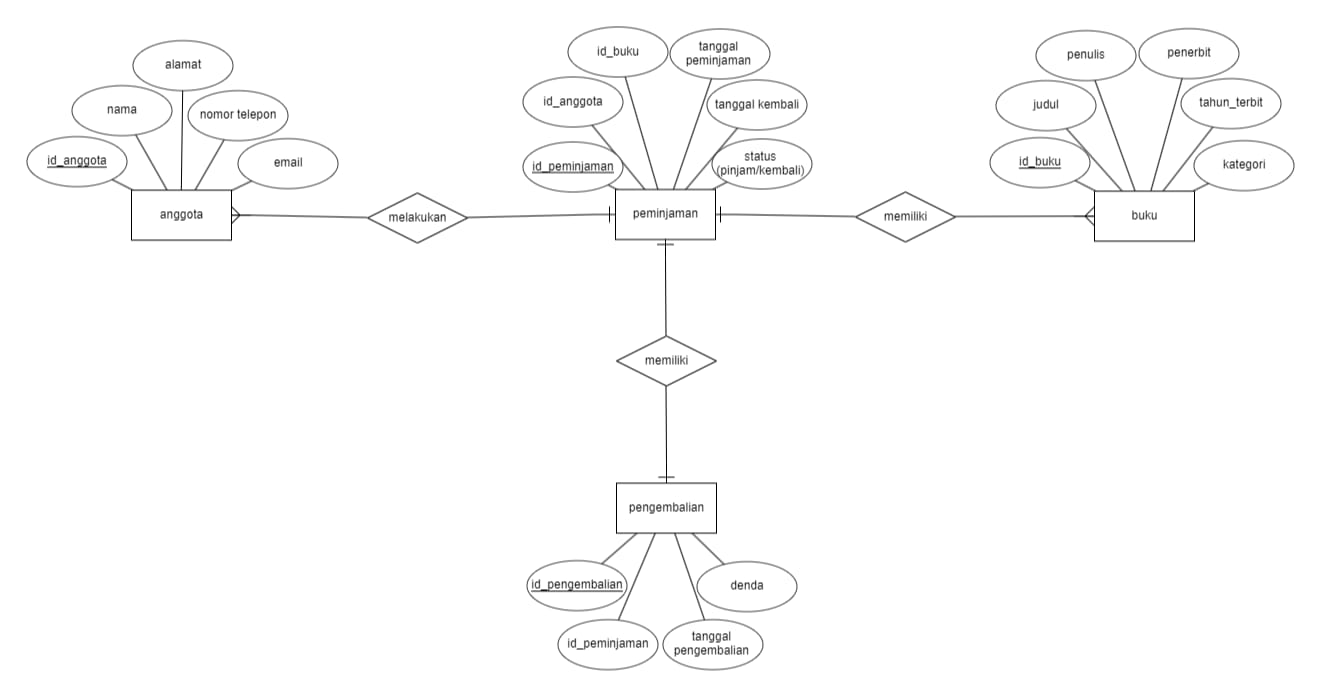 alamat
nama
nomor telepon
id_anggota
email
anggota
melakukan
id_buku
tanggal
peminjaman
id_anggota
tanggal kembali
id_peminjaman
status
(pinjam/kembali)
peminjaman
memiliki
penulis
penerbit
judul
tahun_terbit
id_buku
kategori
buku
memiliki
pengembalian
id_pengembalian
denda
id_peminjaman
tanggal
pengembalian